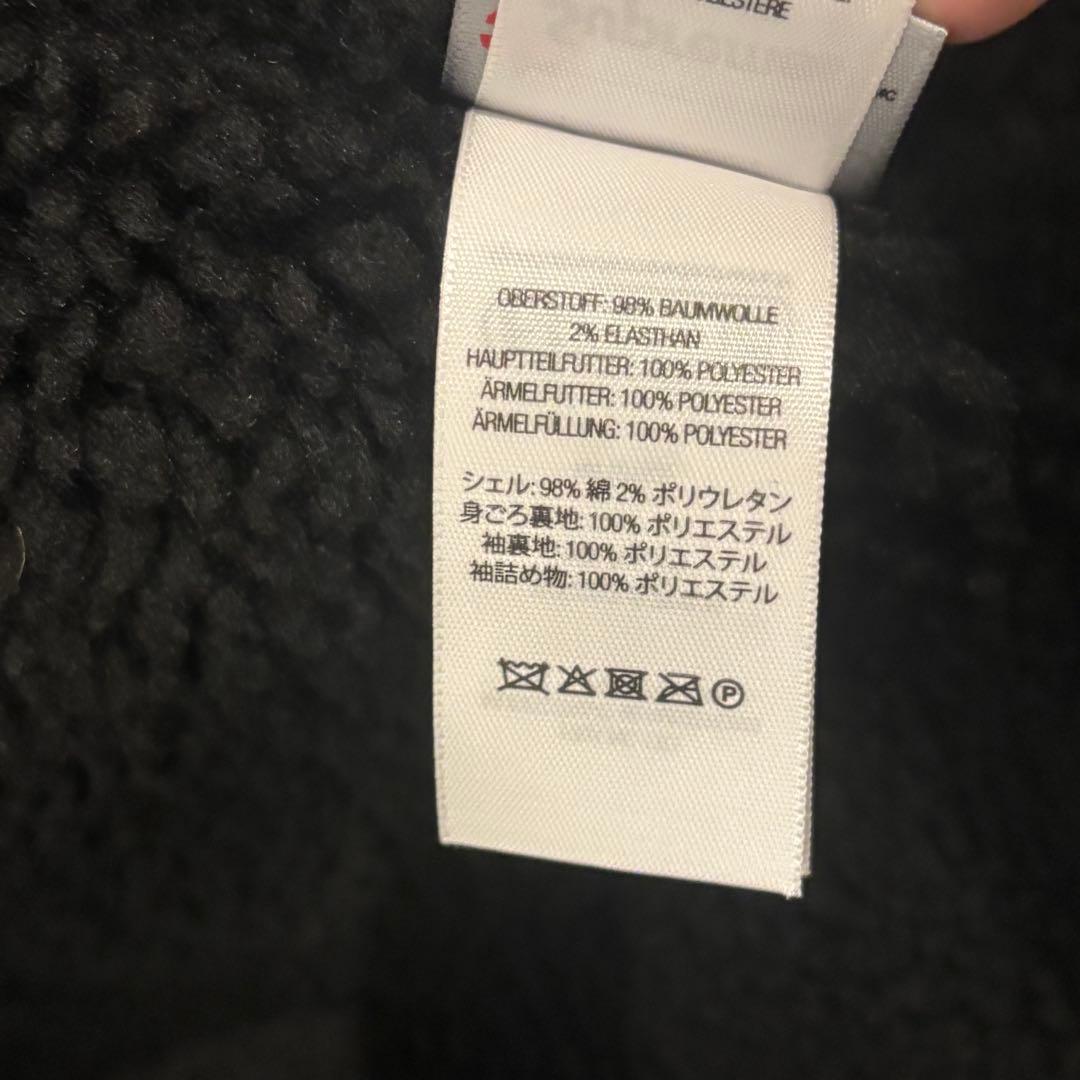 OBERSTOFF: 98% BAUMWOLLE
2% ELASTHAN
HAUPTTEILFUTTER: 100% POLYESTER
ÄRMELFUTTER: 100% POLYESTER
ÄRMELFÜLLUNG: 100% POLYESTER
シェル: 98% 綿 2% ポリウレタン
身ごろ裏地: 100% ポリエステル
袖裏地: 100% ポリエステル
袖詰め物: 100% ポリエステル
P